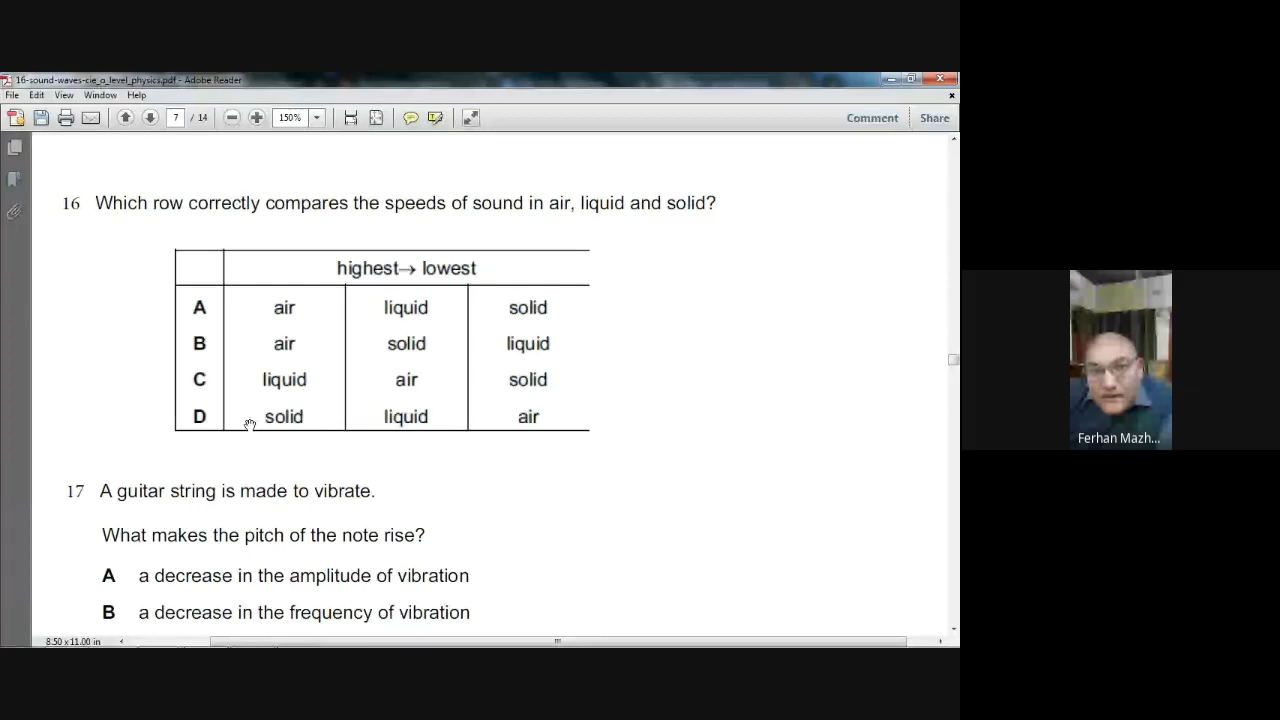 16-sound-waves-cie_o_level_physics.pdf - Adobe Reader
File Edit View Window Help
7 / 14 150% Comment Share
16 Which row correctly compares the speeds of sound in air, liquid and solid?
highest→ lowest
A air liquid solid
B air solid liquid
C liquid air solid
D solid liquid air
17 A guitar string is made to vibrate.
What makes the pitch of the note rise?
A a decrease in the amplitude of vibration
B a decrease in the frequency of vibration
8.50 x 11.00 in
Ferhan Mazh...